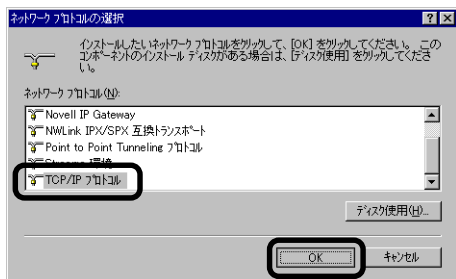 ネットワーク プロトコルの選択
インストールしたいネットワーク プロトコルをクリックして、[OK] をクリックしてください。 この
コンポーネントのインストール ディスクがある場合は、[ディスク使用] をクリックしてくださ
い。
ネットワーク プロトコル(N):
Novell IP Gateway
NWLink IPX/SPX 互換トランスポート
Point to Point Tunneling プロトコル
Streams 環境
TCP/IP プロトコル
ディスク使用(H)...
OK
キャンセル